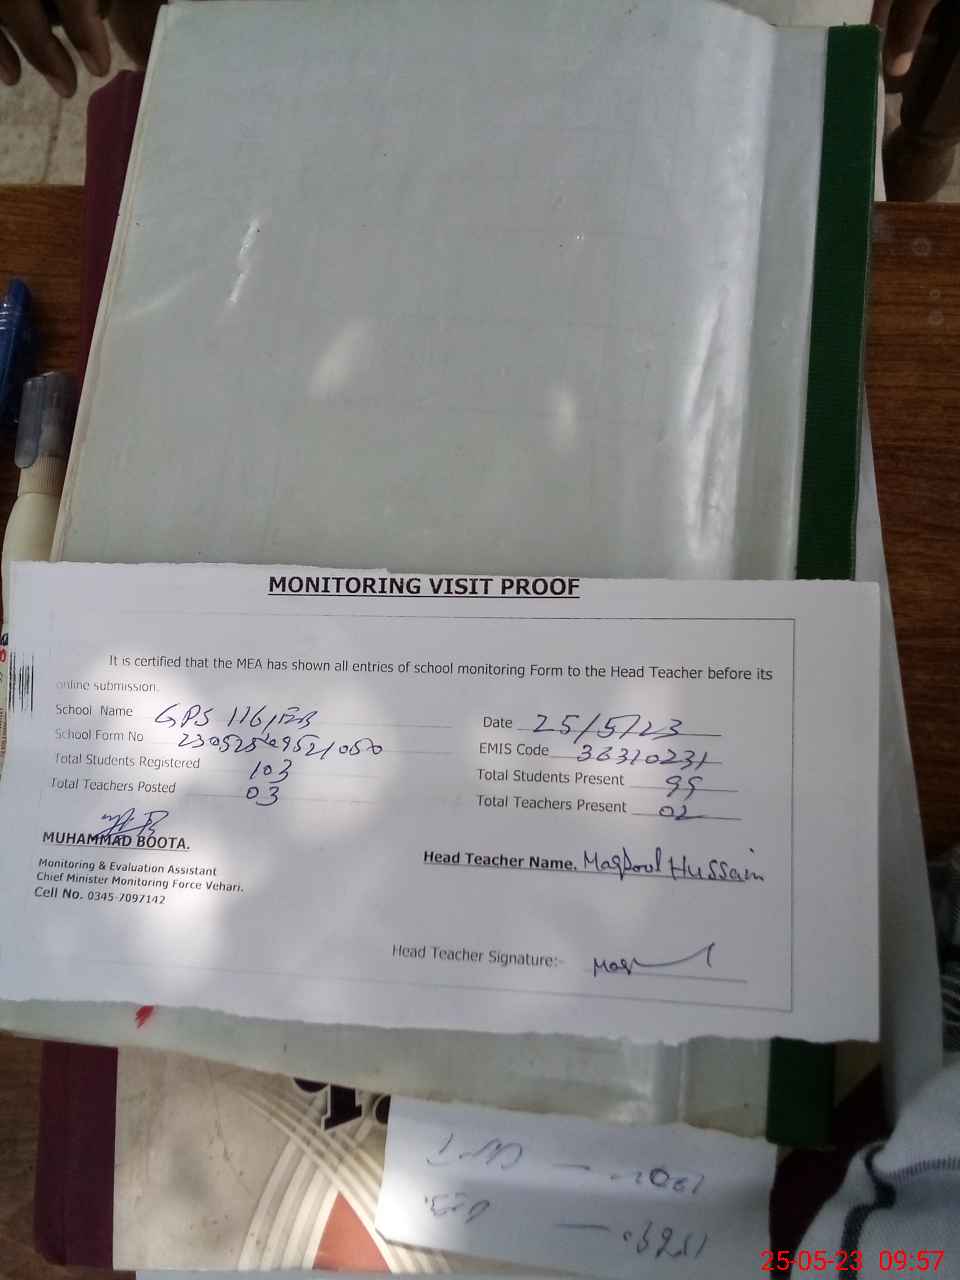 MONITORING VISIT PROOF
It is certified that the MEA has shown all entries of school monitoring Form to the Head Teacher before its
online submission.
School Name GPS 116/EB
Date 25/5/23
School Form No
EMIS Code 36310231
Total Students Registered 103
Total Students Present 99
Total Teachers Posted 03
Total Teachers Present 02
MUHAMMAD BOOTA.
Monitoring & Evaluation Assistant
Chief Minister Monitoring Force Vehari.
Cell No. 0345-7097142
Head Teacher Name. Maqbool Hussain
Head Teacher Signature:-
25-05-23 09:57